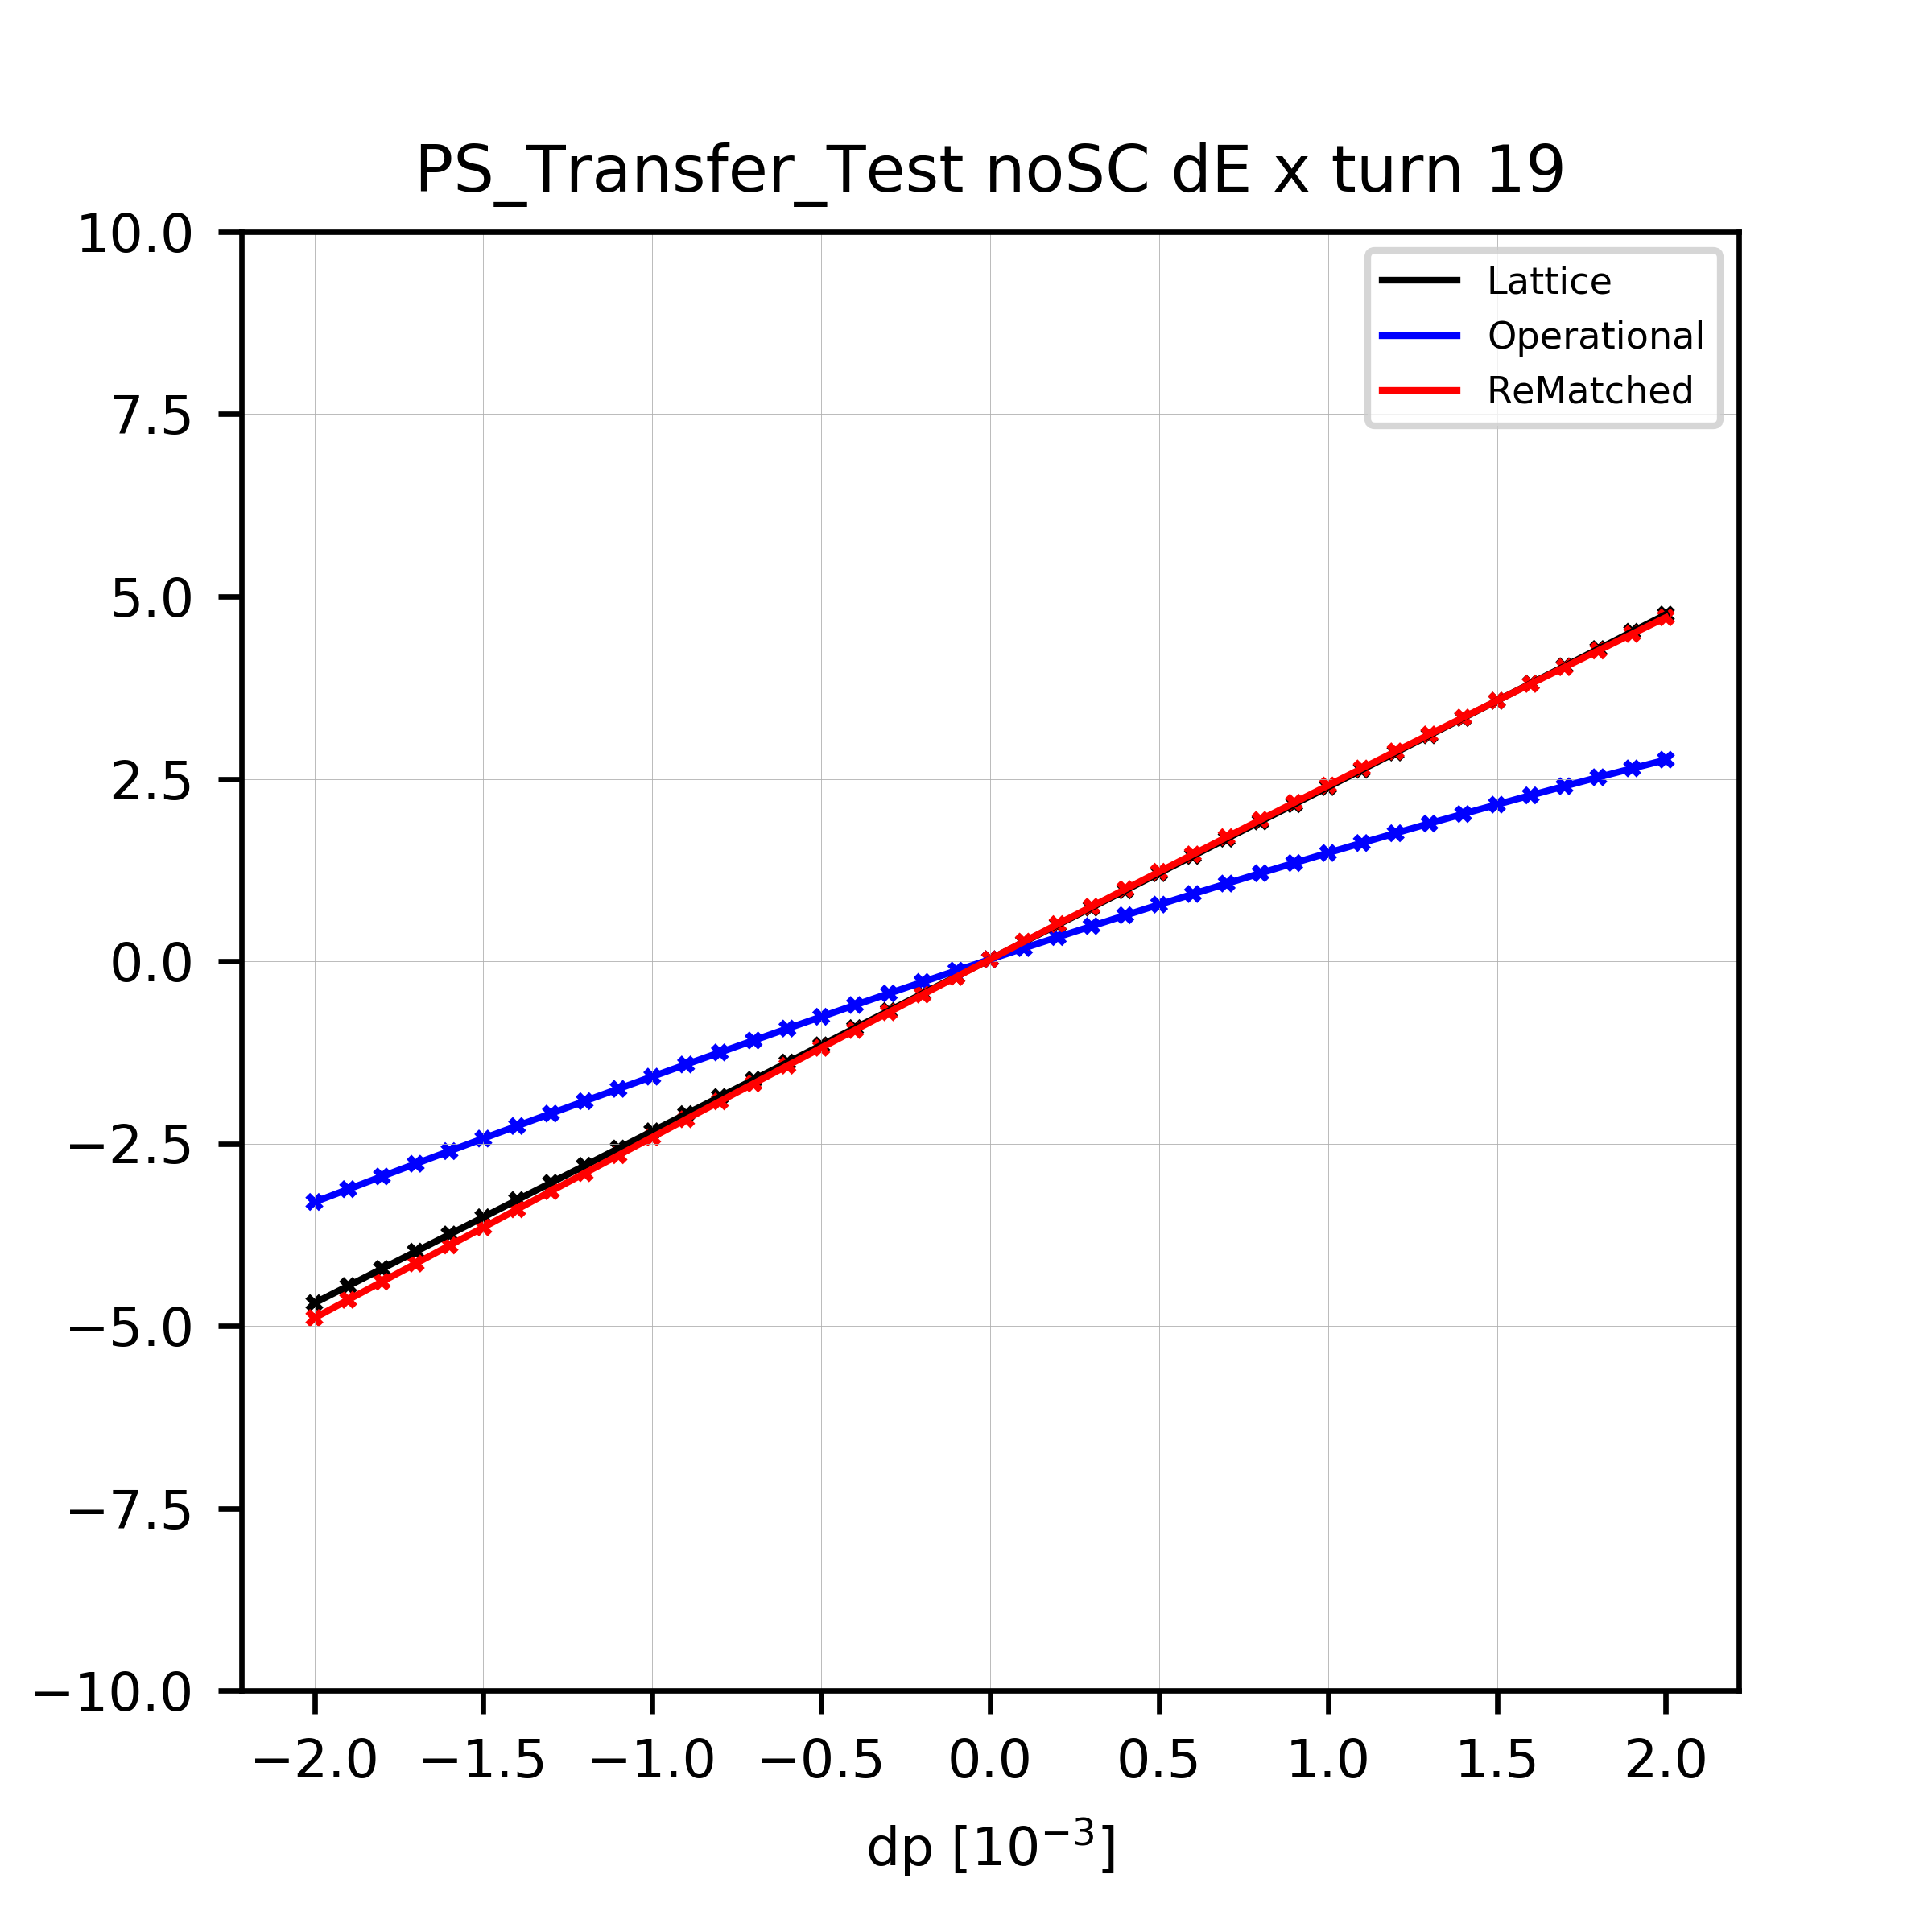 PS_Transfer_Test noSC dE x turn 19
10.0
7.5
5.0
2.5
0.0
−2.5
−5.0
−7.5
−10.0
Lattice
Operational
ReMatched
−2.0 −1.5 −1.0 −0.5 0.0 0.5 1.0 1.5 2.0
dp [10⁻³]